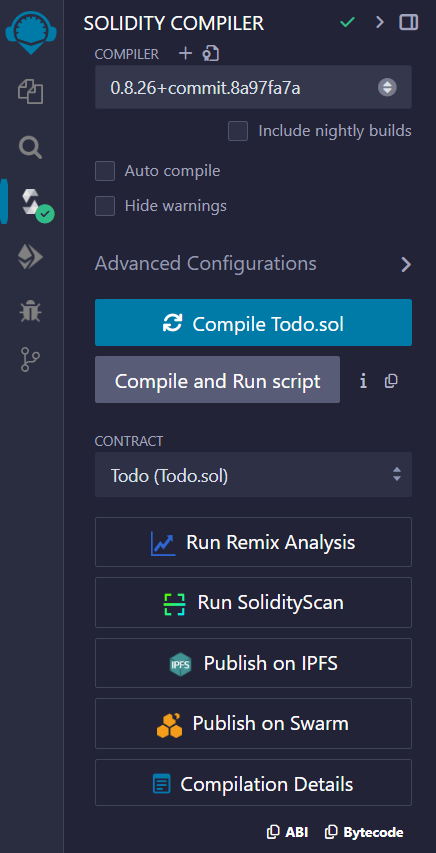 SOLIDITY COMPILER
COMPILER
0.8.26+commit.8a97fa7a
Include nightly builds
Auto compile
Hide warnings
Advanced Configurations
Compile Todo.sol
Compile and Run script
CONTRACT
Todo (Todo.sol)
Run Remix Analysis
Run SolidityScan
IPFS Publish on IPFS
Publish on Swarm
Compilation Details
ABI Bytecode